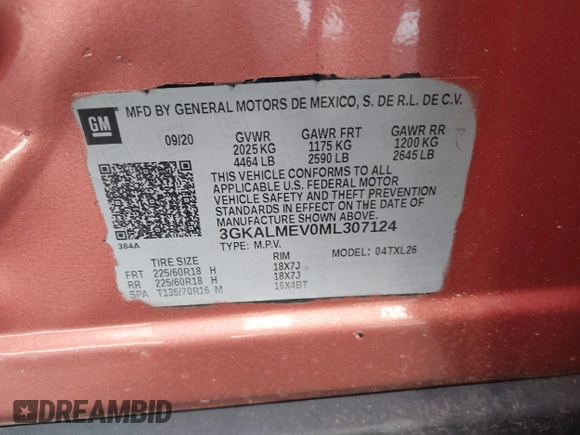 GM
MFD BY GENERAL MOTORS DE MEXICO, S. DE R.L. DE C.V.
09/20 GVWR GAWR FRT GAWR RR
2025 KG 1175 KG 1200 KG
4464 LB 2590 LB 2645 LB
THIS VEHICLE CONFORMS TO ALL
APPLICABLE U.S. FEDERAL MOTOR
VEHICLE SAFETY AND THEFT PREVENTION
STANDARDS IN EFFECT ON THE DATE OF
MANUFACTURE SHOWN ABOVE.
384A 3GKALMEV0ML307124
TYPE: M.P.V. MODEL: 04TXL26
TIRE SIZE RIM
FRT 225/60R18 H 18X7J
RR 225/60R18 H 18X7J
SPA T135/70R16 M 16X4BT
DREAMBID